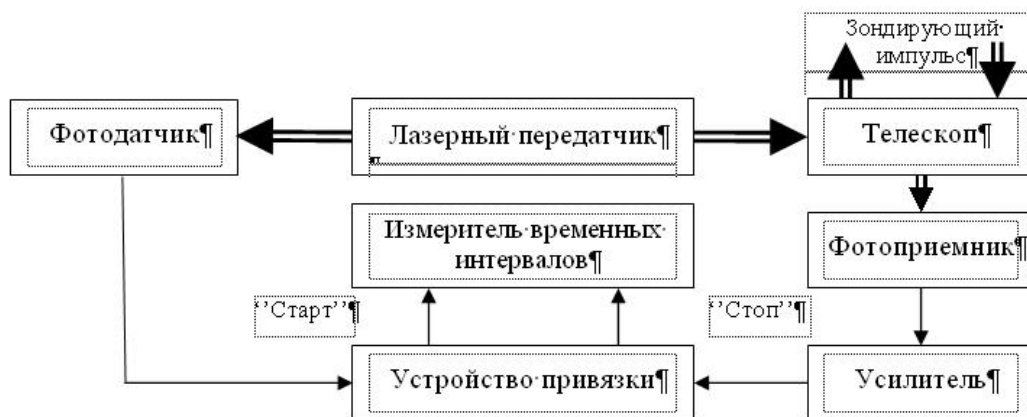 Зондирующий·
импульс¶
Фотодатчик¶
Лазерный·передатчик¶
¶
Телескоп¶
Измеритель·временных·
интервалов¶
Фотоприемник¶
‘’Старт’’¶
‘’Стоп’’¶
Устройство·привязки¶
Усилитель¶